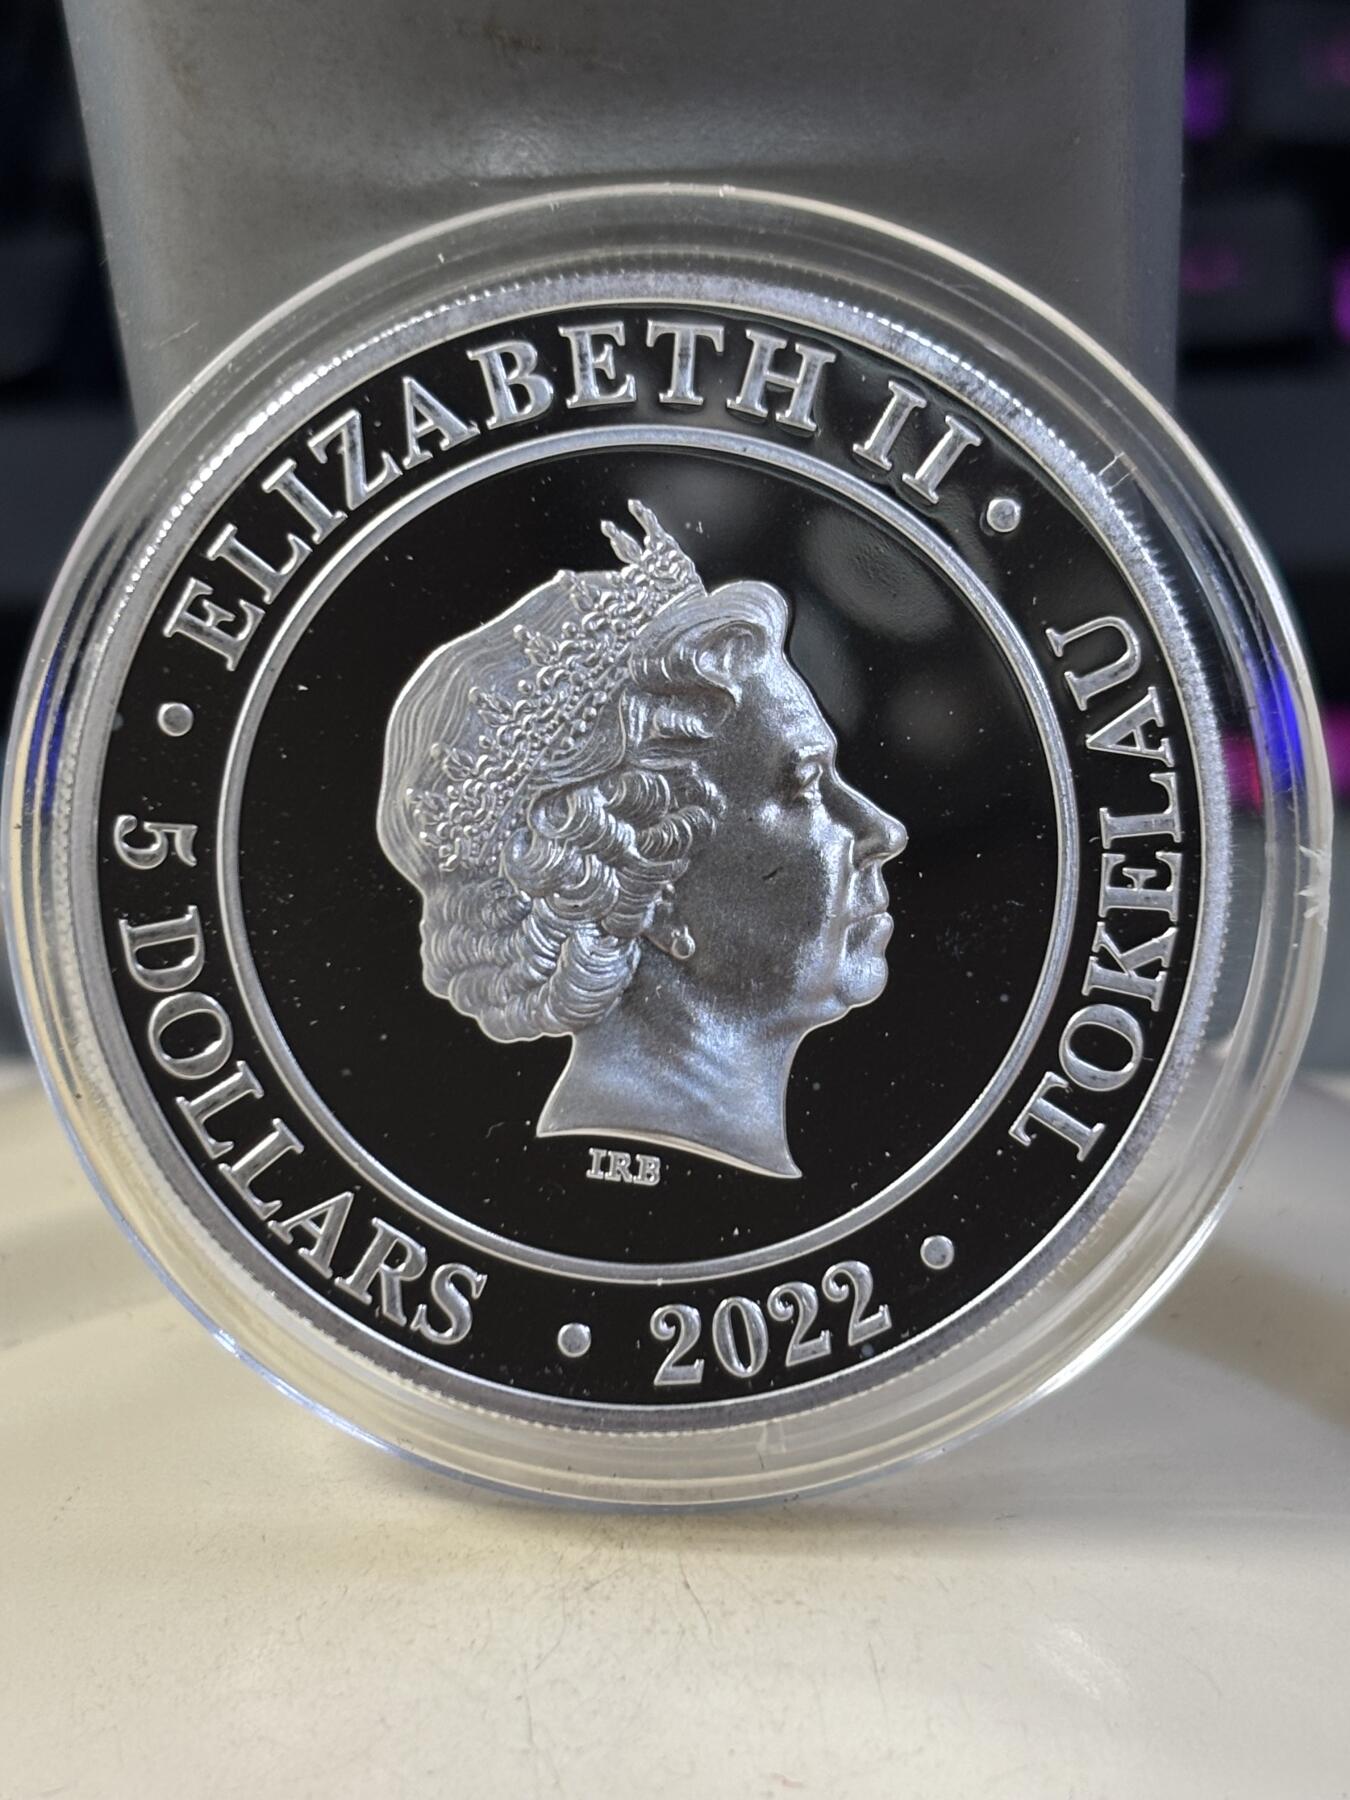 ELIZABETH II • TOKELAU • 2022 • 5 DOLLARS •
IRB